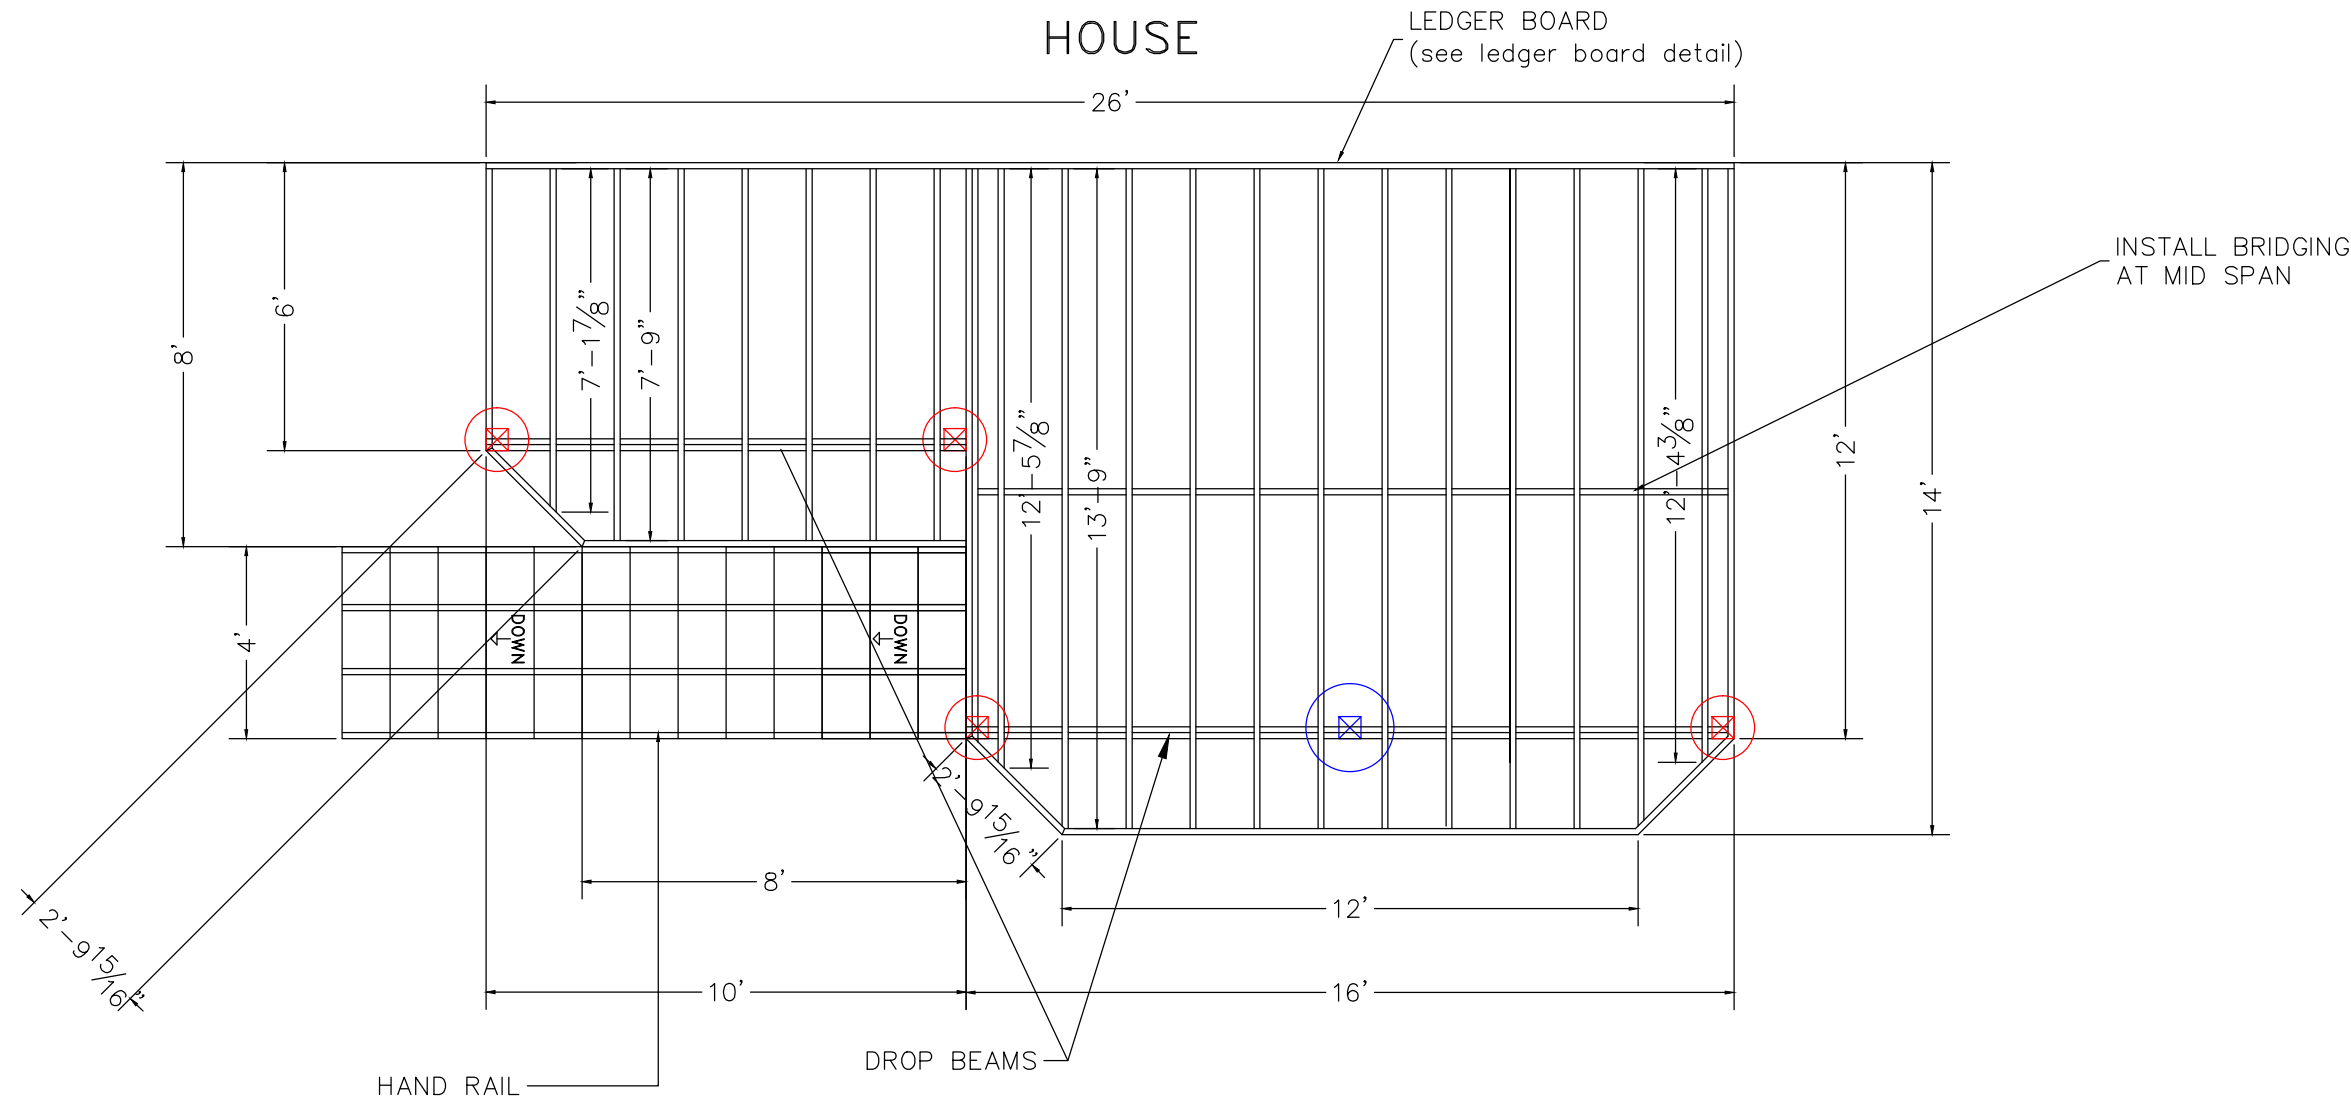 HOUSE
LEDGER BOARD
(see ledger board detail)
26'
INSTALL BRIDGING
AT MID SPAN
6'
8'
7'-1 7/8"
7'-9"
12'-5 7/8"
13'-9"
12'-4 3/8"
12'
14'
4'
DOWN
DOWN
2'-9 15/16"
8'
12'
2'-9 15/16"
10'
16'
DROP BEAMS
HAND RAIL